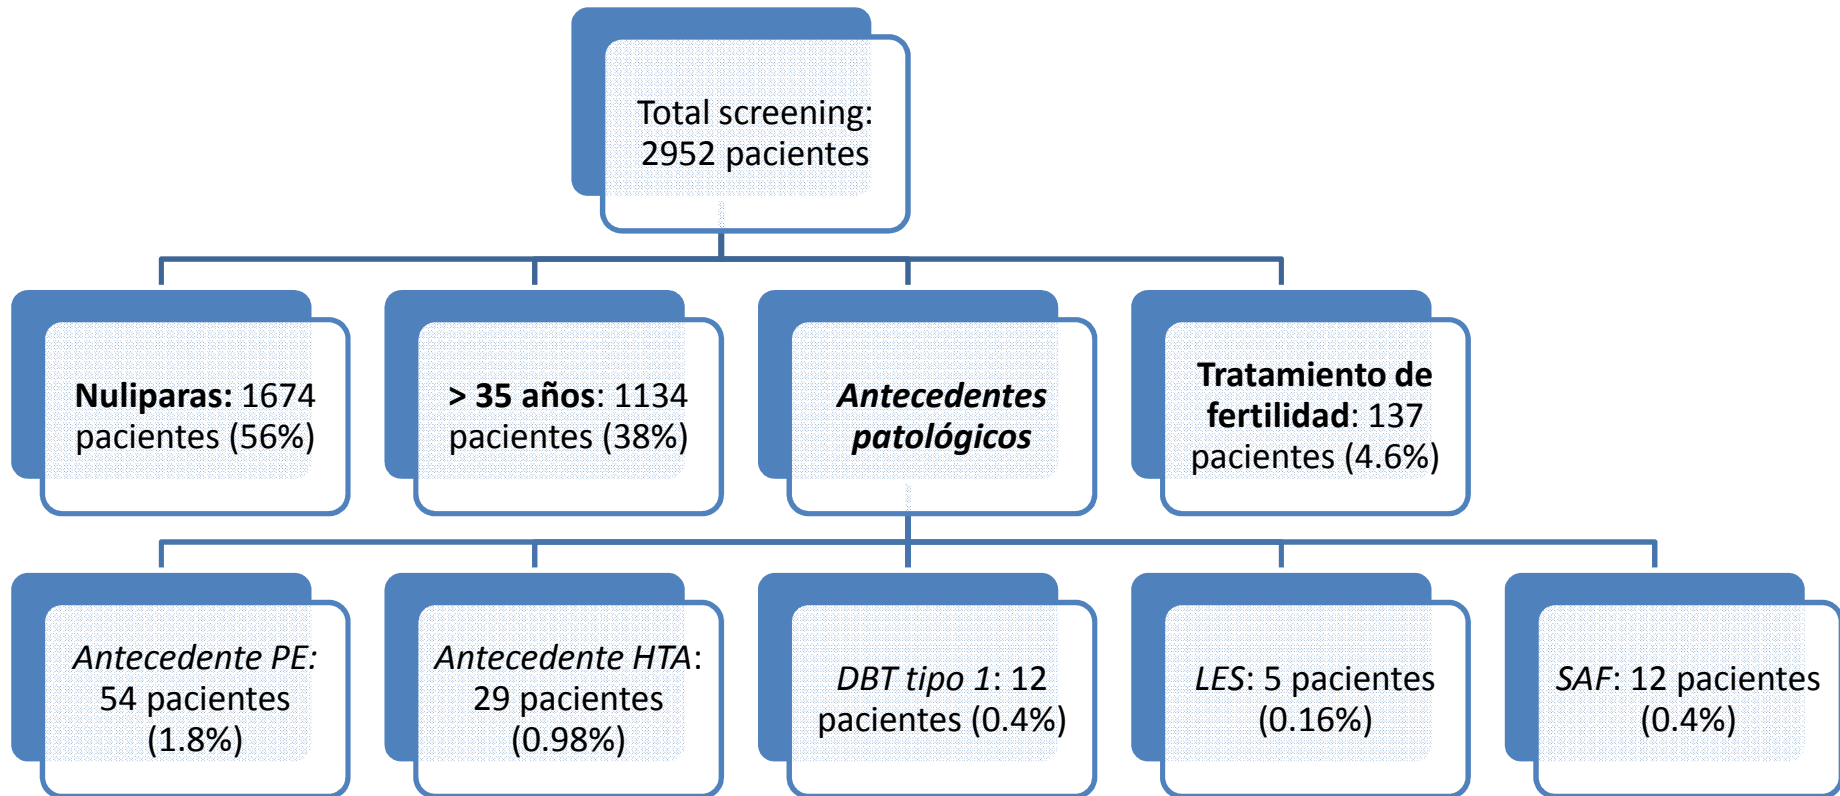 Total screening:
2952 pacientes
Nuliparas: 1674
pacientes (56%)
> 35 años: 1134
pacientes (38%)
Antecedentes
patológicos
Tratamiento de
fertilidad: 137
pacientes (4.6%)
Antecedente PE:
54 pacientes
(1.8%)
Antecedente HTA:
29 pacientes
(0.98%)
DBT tipo 1: 12
pacientes (0.4%)
LES: 5 pacientes
(0.16%)
SAF: 12 pacientes
(0.4%)